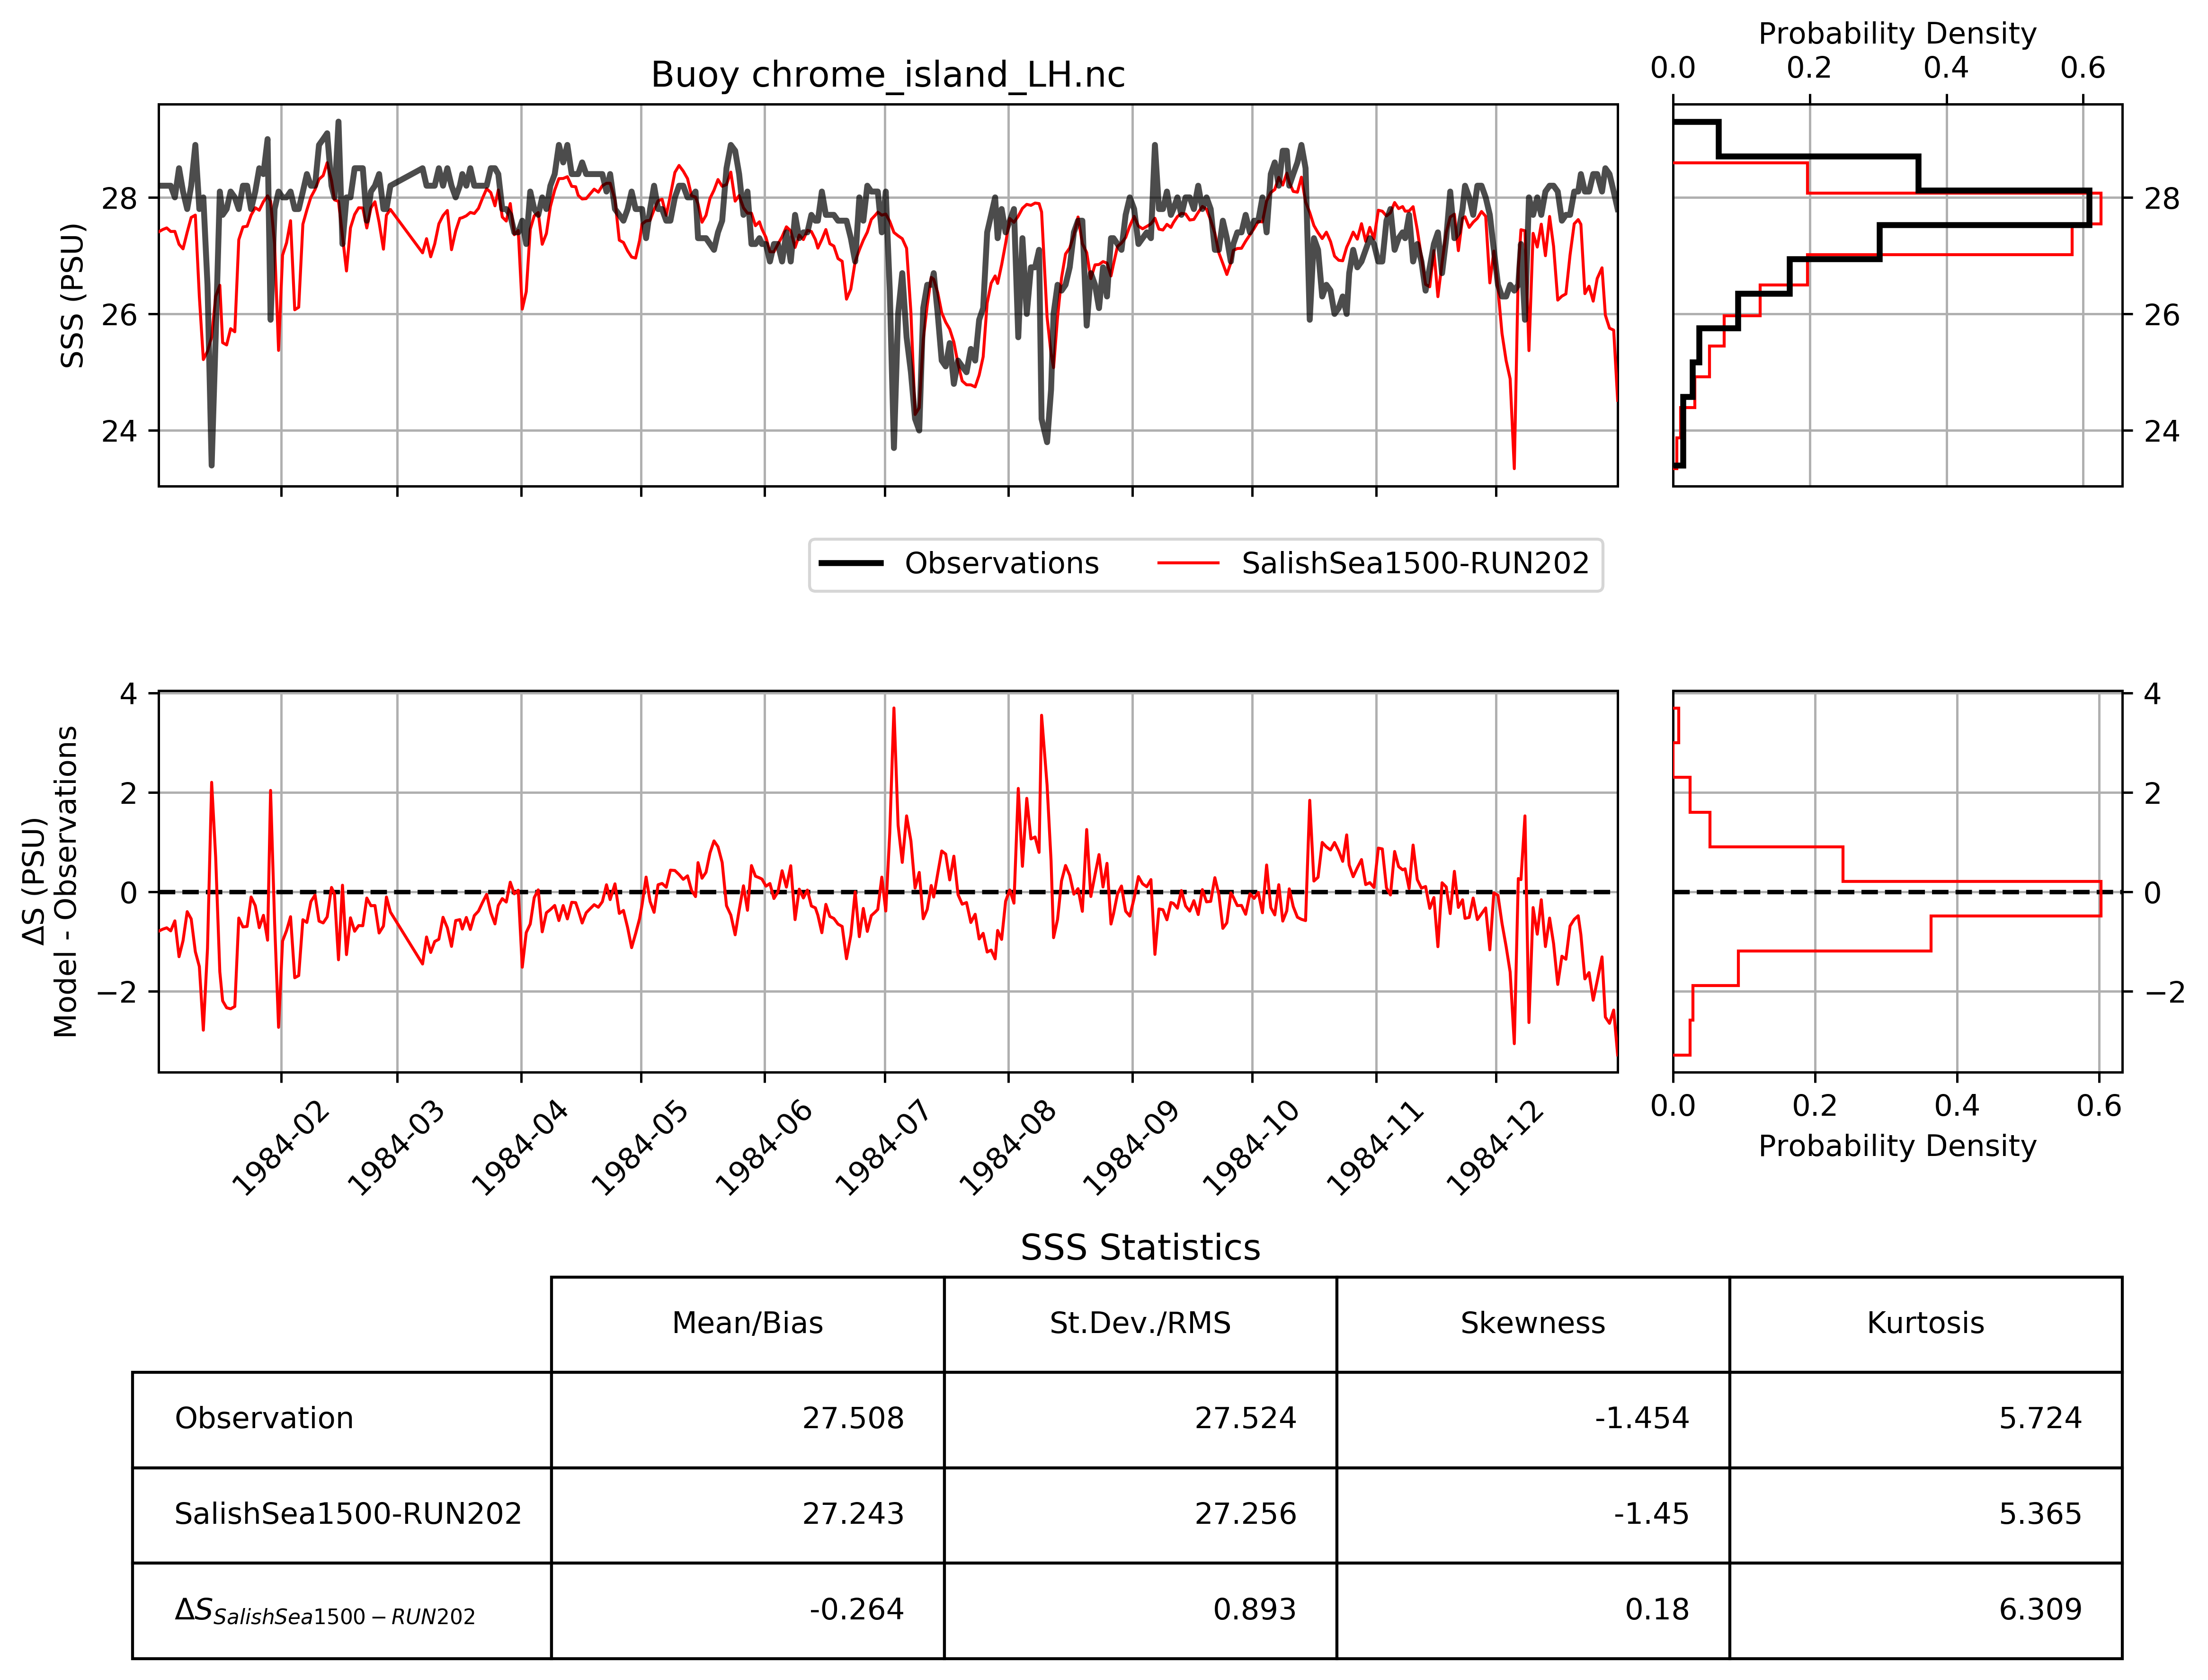 Probability Density
0.0 0.2 0.4 0.6
Buoy chrome_island_LH.nc
SSS (PSU)
28
26
24
28
26
24
Observations SalishSea1500-RUN202
ΔS (PSU)
Model - Observations
4
2
0
−2
4
2
0
−2
1984-02 1984-03 1984-04 1984-05 1984-06 1984-07 1984-08 1984-09 1984-10 1984-11 1984-12
0.0 0.2 0.4 0.6
Probability Density
SSS Statistics
Mean/Bias St.Dev./RMS Skewness Kurtosis
Observation 27.508 27.524 -1.454 5.724
SalishSea1500-RUN202 27.243 27.256 -1.45 5.365
ΔS SalishSea1500−RUN202 -0.264 0.893 0.18 6.309